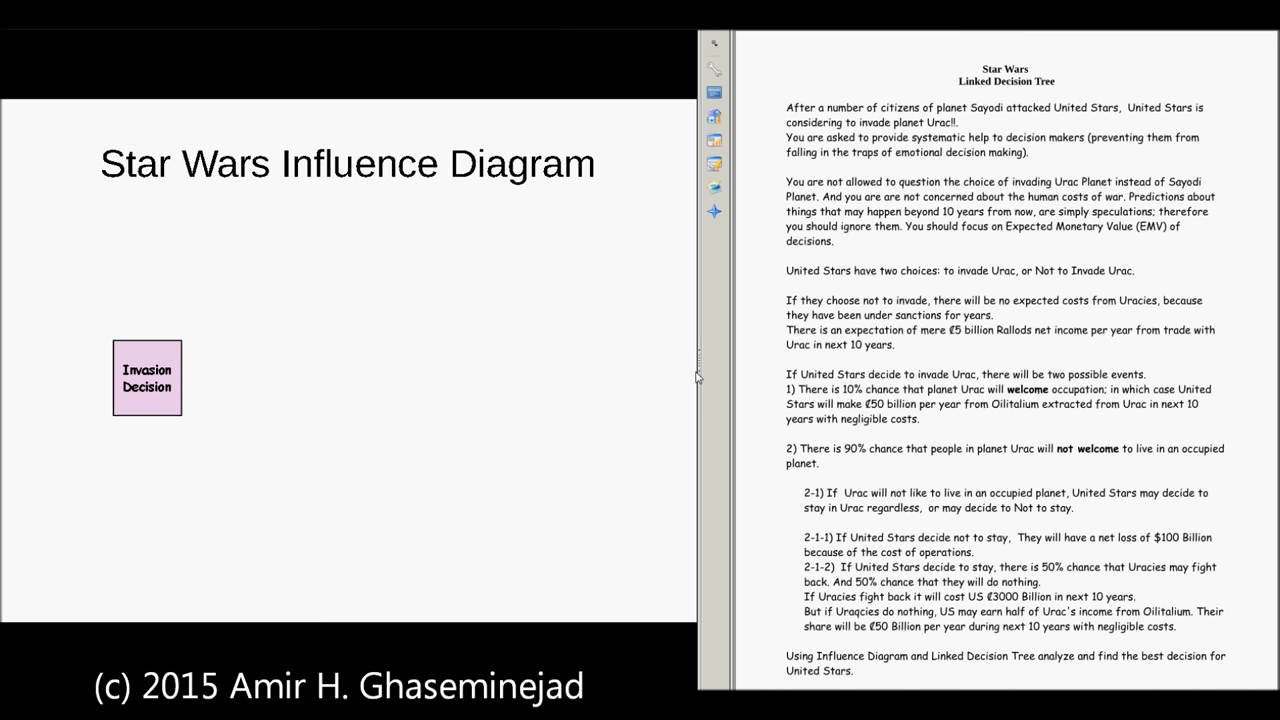 Star Wars Influence Diagram
Invasion
Decision
(c) 2015 Amir H. Ghaseminejad
Star Wars
Linked Decision Tree
After a number of citizens of planet Sayodi attacked United Stars,  United Stars is
considering to invade planet Urac!!.
You are asked to provide systematic help to decision makers (preventing them from
falling in the traps of emotional decision making).
You are not allowed to question the choice of invading Urac Planet instead of Sayodi
Planet. And you are are not concerned about the human costs of war. Predictions about
things that may happen beyond 10 years from now, are simply speculations; therefore
you should ignore them. You should focus on Expected Monetary Value (EMV) of
decisions.
United Stars have two choices: to invade Urac, or Not to Invade Urac.
If they choose not to invade, there will be no expected costs from Uracies, because
they have been under sanctions for years.
There is an expectation of mere ₡5 billion Rallods net income per year from trade with
Urac in next 10 years.
If United Stars decide to invade Urac, there will be two possible events.
1) There is 10% chance that planet Urac will welcome occupation; in which case United
Stars will make ₡50 billion per year from Oilitalium extracted from Urac in next 10
years with negligible costs.
2) There is 90% chance that people in planet Urac will not welcome to live in an occupied
planet.
2-1) If  Urac will not like to live in an occupied planet, United Stars may decide to
stay in Urac regardless,  or may decide to Not to stay.
2-1-1) If United Stars decide not to stay,  They will have a net loss of $100 Billion
because of the cost of operations.
2-1-2)  If United Stars decide to stay, there is 50% chance that Uracies may fight
back. And 50% chance that they will do nothing.
If Uracies fight back it will cost US ₡3000 Billion in next 10 years.
But if Uraqcies do nothing, US may earn half of Urac's income from Oilitalium. Their
share will be ₡50 Billion per year during next 10 years with negligible costs.
Using Influence Diagram and Linked Decision Tree analyze and find the best decision for
United Stars.